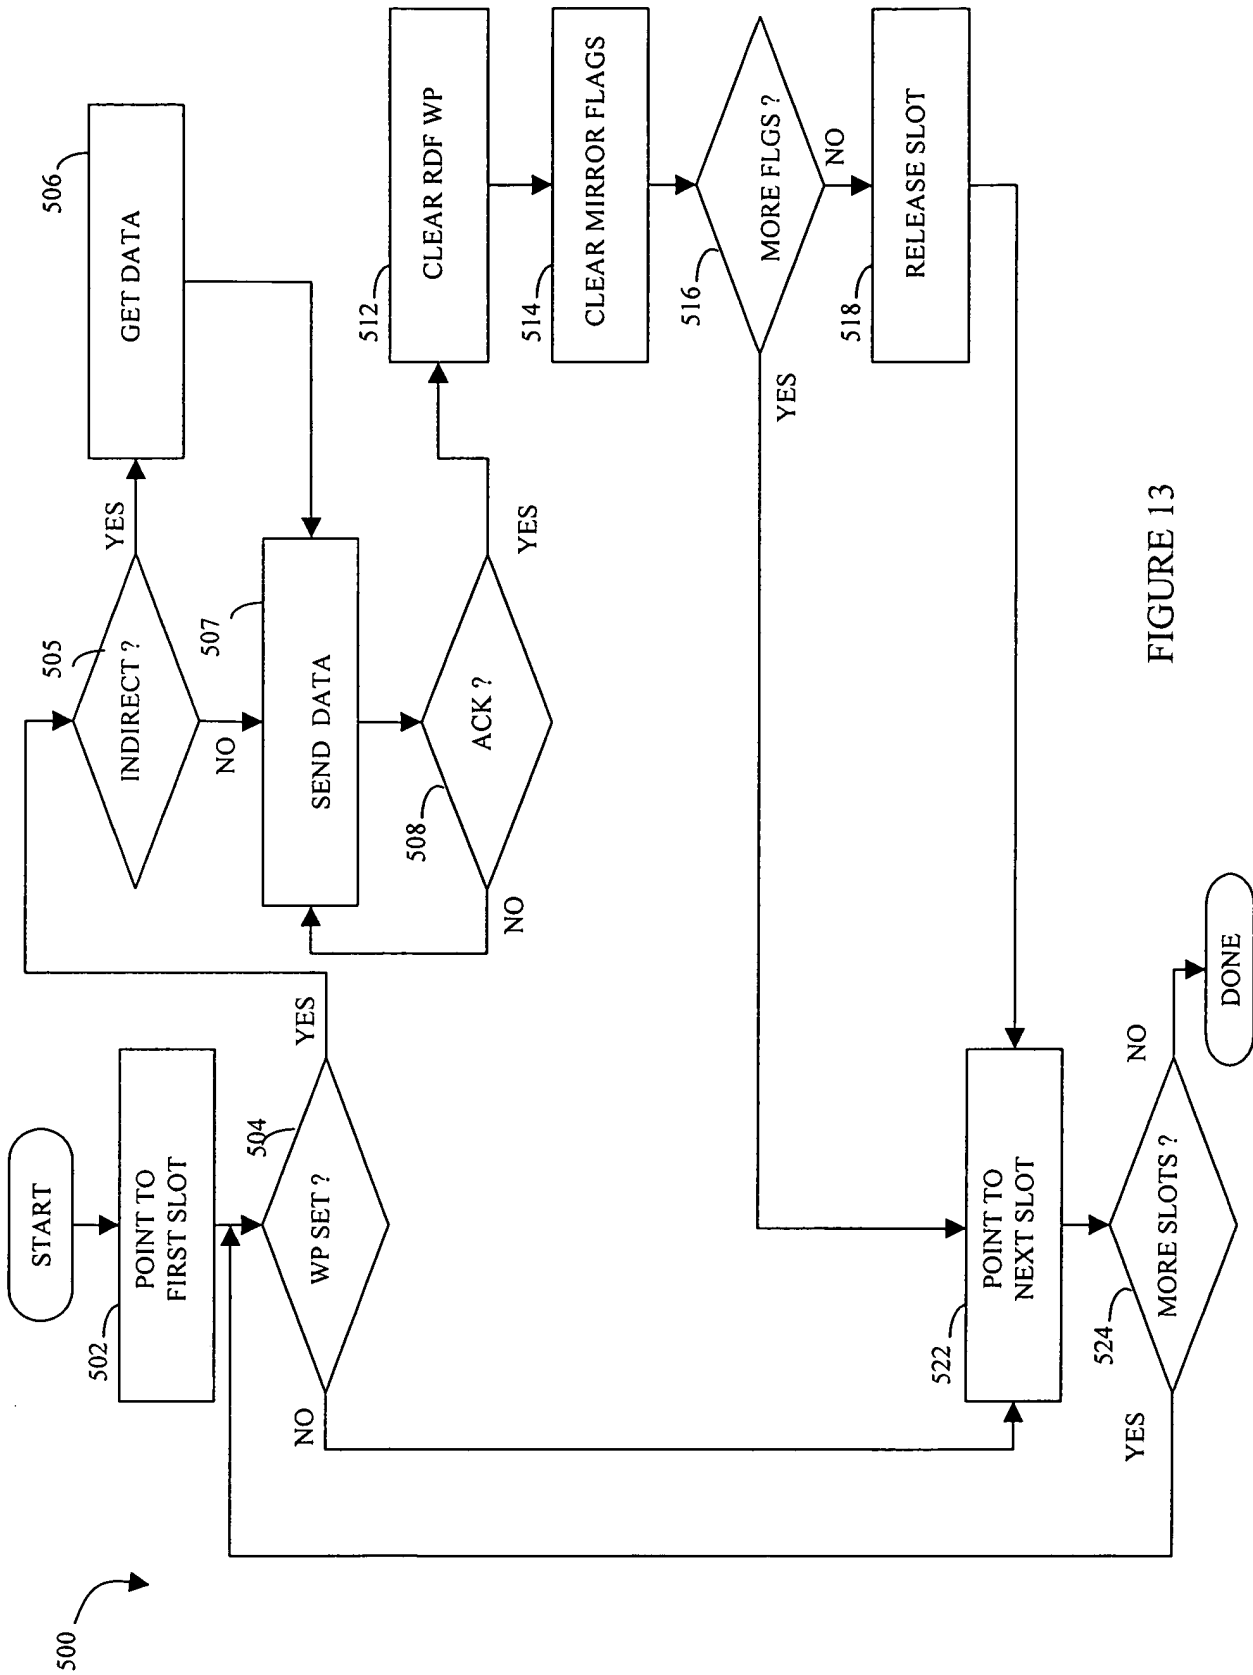 500
START
502
POINT TO
FIRST SLOT
504
WP SET ?
YES
NO
505
INDIRECT ?
YES
NO
506
GET DATA
507
SEND DATA
508
ACK ?
YES
NO
512
CLEAR RDF WP
514
CLEAR MIRROR FLAGS
516
MORE FLGS ?
YES
NO
518
RELEASE SLOT
522
POINT TO
NEXT SLOT
524
MORE SLOTS ?
YES
NO
DONE
FIGURE 13